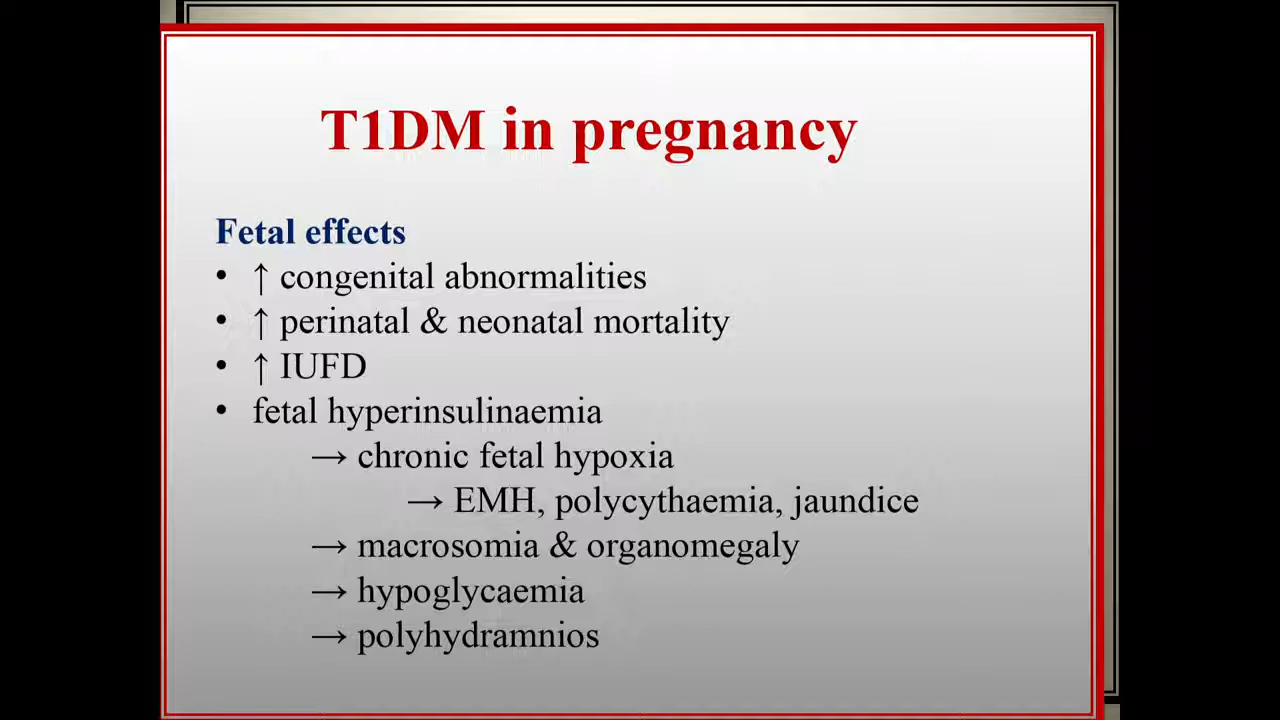 T1DM in pregnancy
Fetal effects
• ↑ congenital abnormalities
• ↑ perinatal & neonatal mortality
• ↑ IUFD
• fetal hyperinsulinaemia
→ chronic fetal hypoxia
→ EMH, polycythaemia, jaundice
→ macrosomia & organomegaly
→ hypoglycaemia
→ polyhydramnios